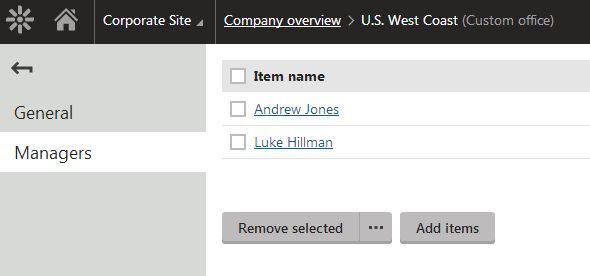 Corporate Site Company overview > U.S. West Coast (Custom office)
General
Managers
Item name
Andrew Jones
Luke Hillman
Remove selected ... Add items